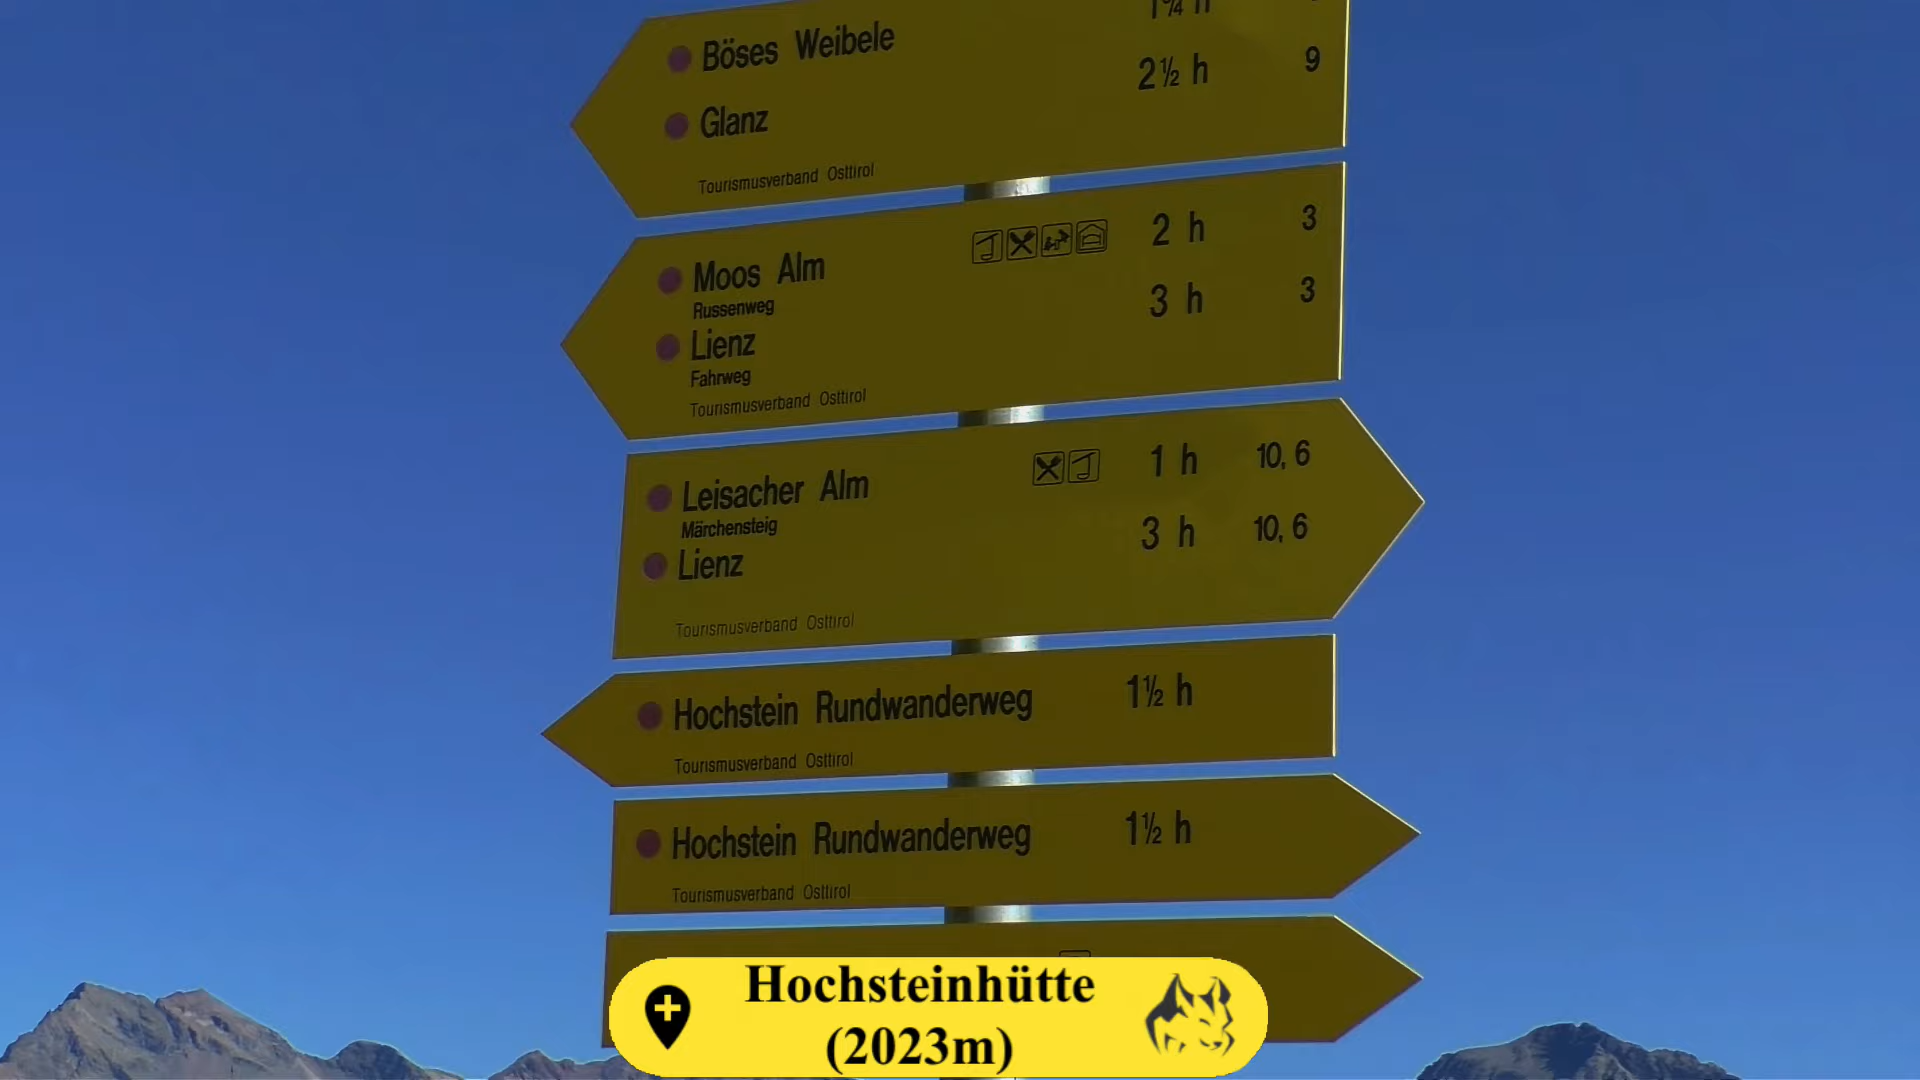 Böses Weibele 1¾ h
Glanz 2½ h 9
Tourismusverband Osttirol
Moos Alm 2 h 3
Russenweg
Lienz 3 h 3
Fahrweg
Tourismusverband Osttirol
Leisacher Alm 1 h 10, 6
Märchensteig
Lienz 3 h 10, 6
Tourismusverband Osttirol
Hochstein Rundwanderweg 1½ h
Tourismusverband Osttirol
Hochstein Rundwanderweg 1½ h
Tourismusverband Osttirol
Hochsteinhütte
(2023m)